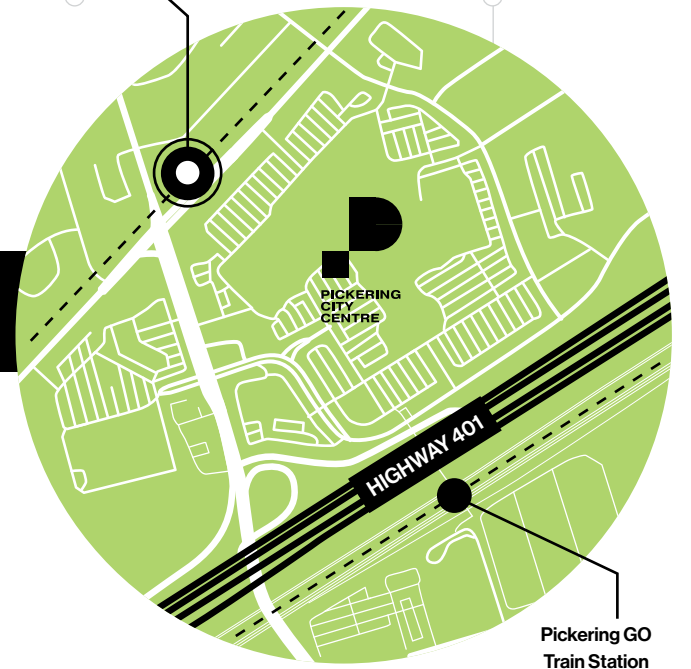 PICKERING
CITY
CENTRE
HIGHWAY 401
Pickering GO
Train Station